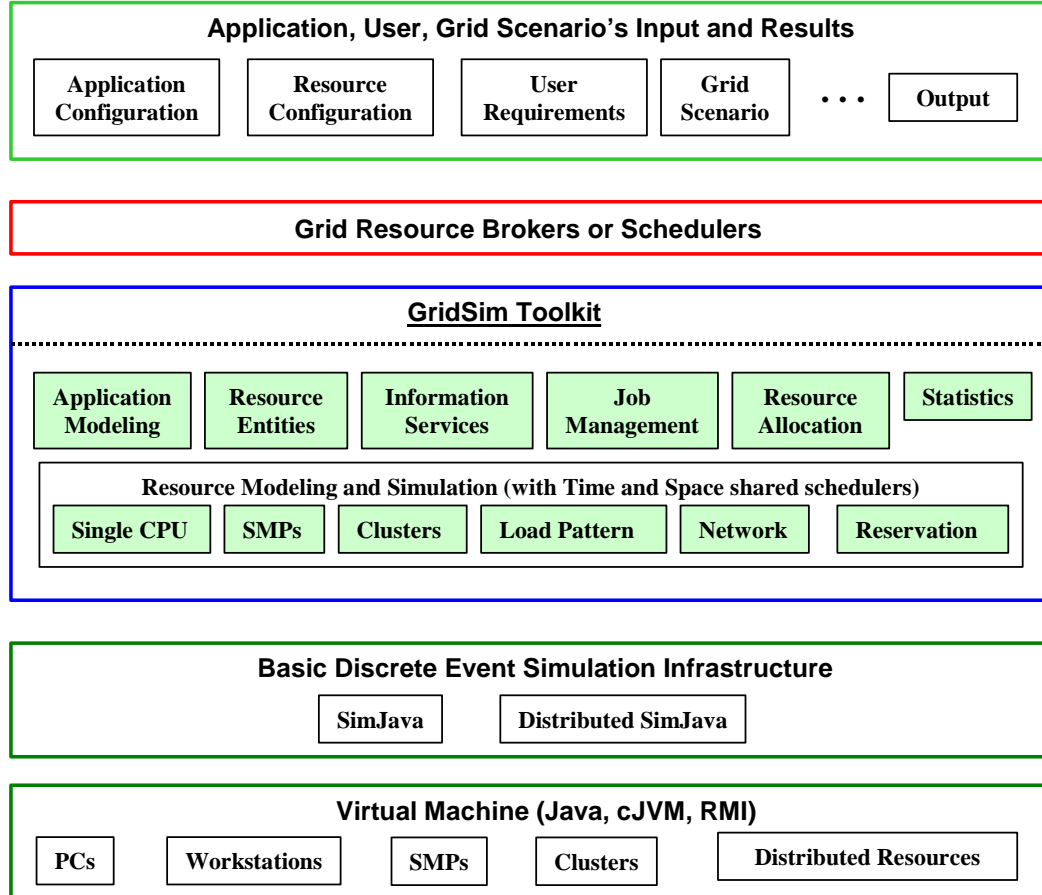 Application, User, Grid Scenario's Input and Results
Application
Configuration
Resource
Configuration
User
Requirements
Grid
Scenario
. . .
Output
Grid Resource Brokers or Schedulers
GridSim Toolkit
Application
Modeling
Resource
Entities
Information
Services
Job
Management
Resource
Allocation
Statistics
Resource Modeling and Simulation (with Time and Space shared schedulers)
Single CPU
SMPs
Clusters
Load Pattern
Network
Reservation
Basic Discrete Event Simulation Infrastructure
SimJava
Distributed SimJava
Virtual Machine (Java, cJVM, RMI)
PCs
Workstations
SMPs
Clusters
Distributed Resources